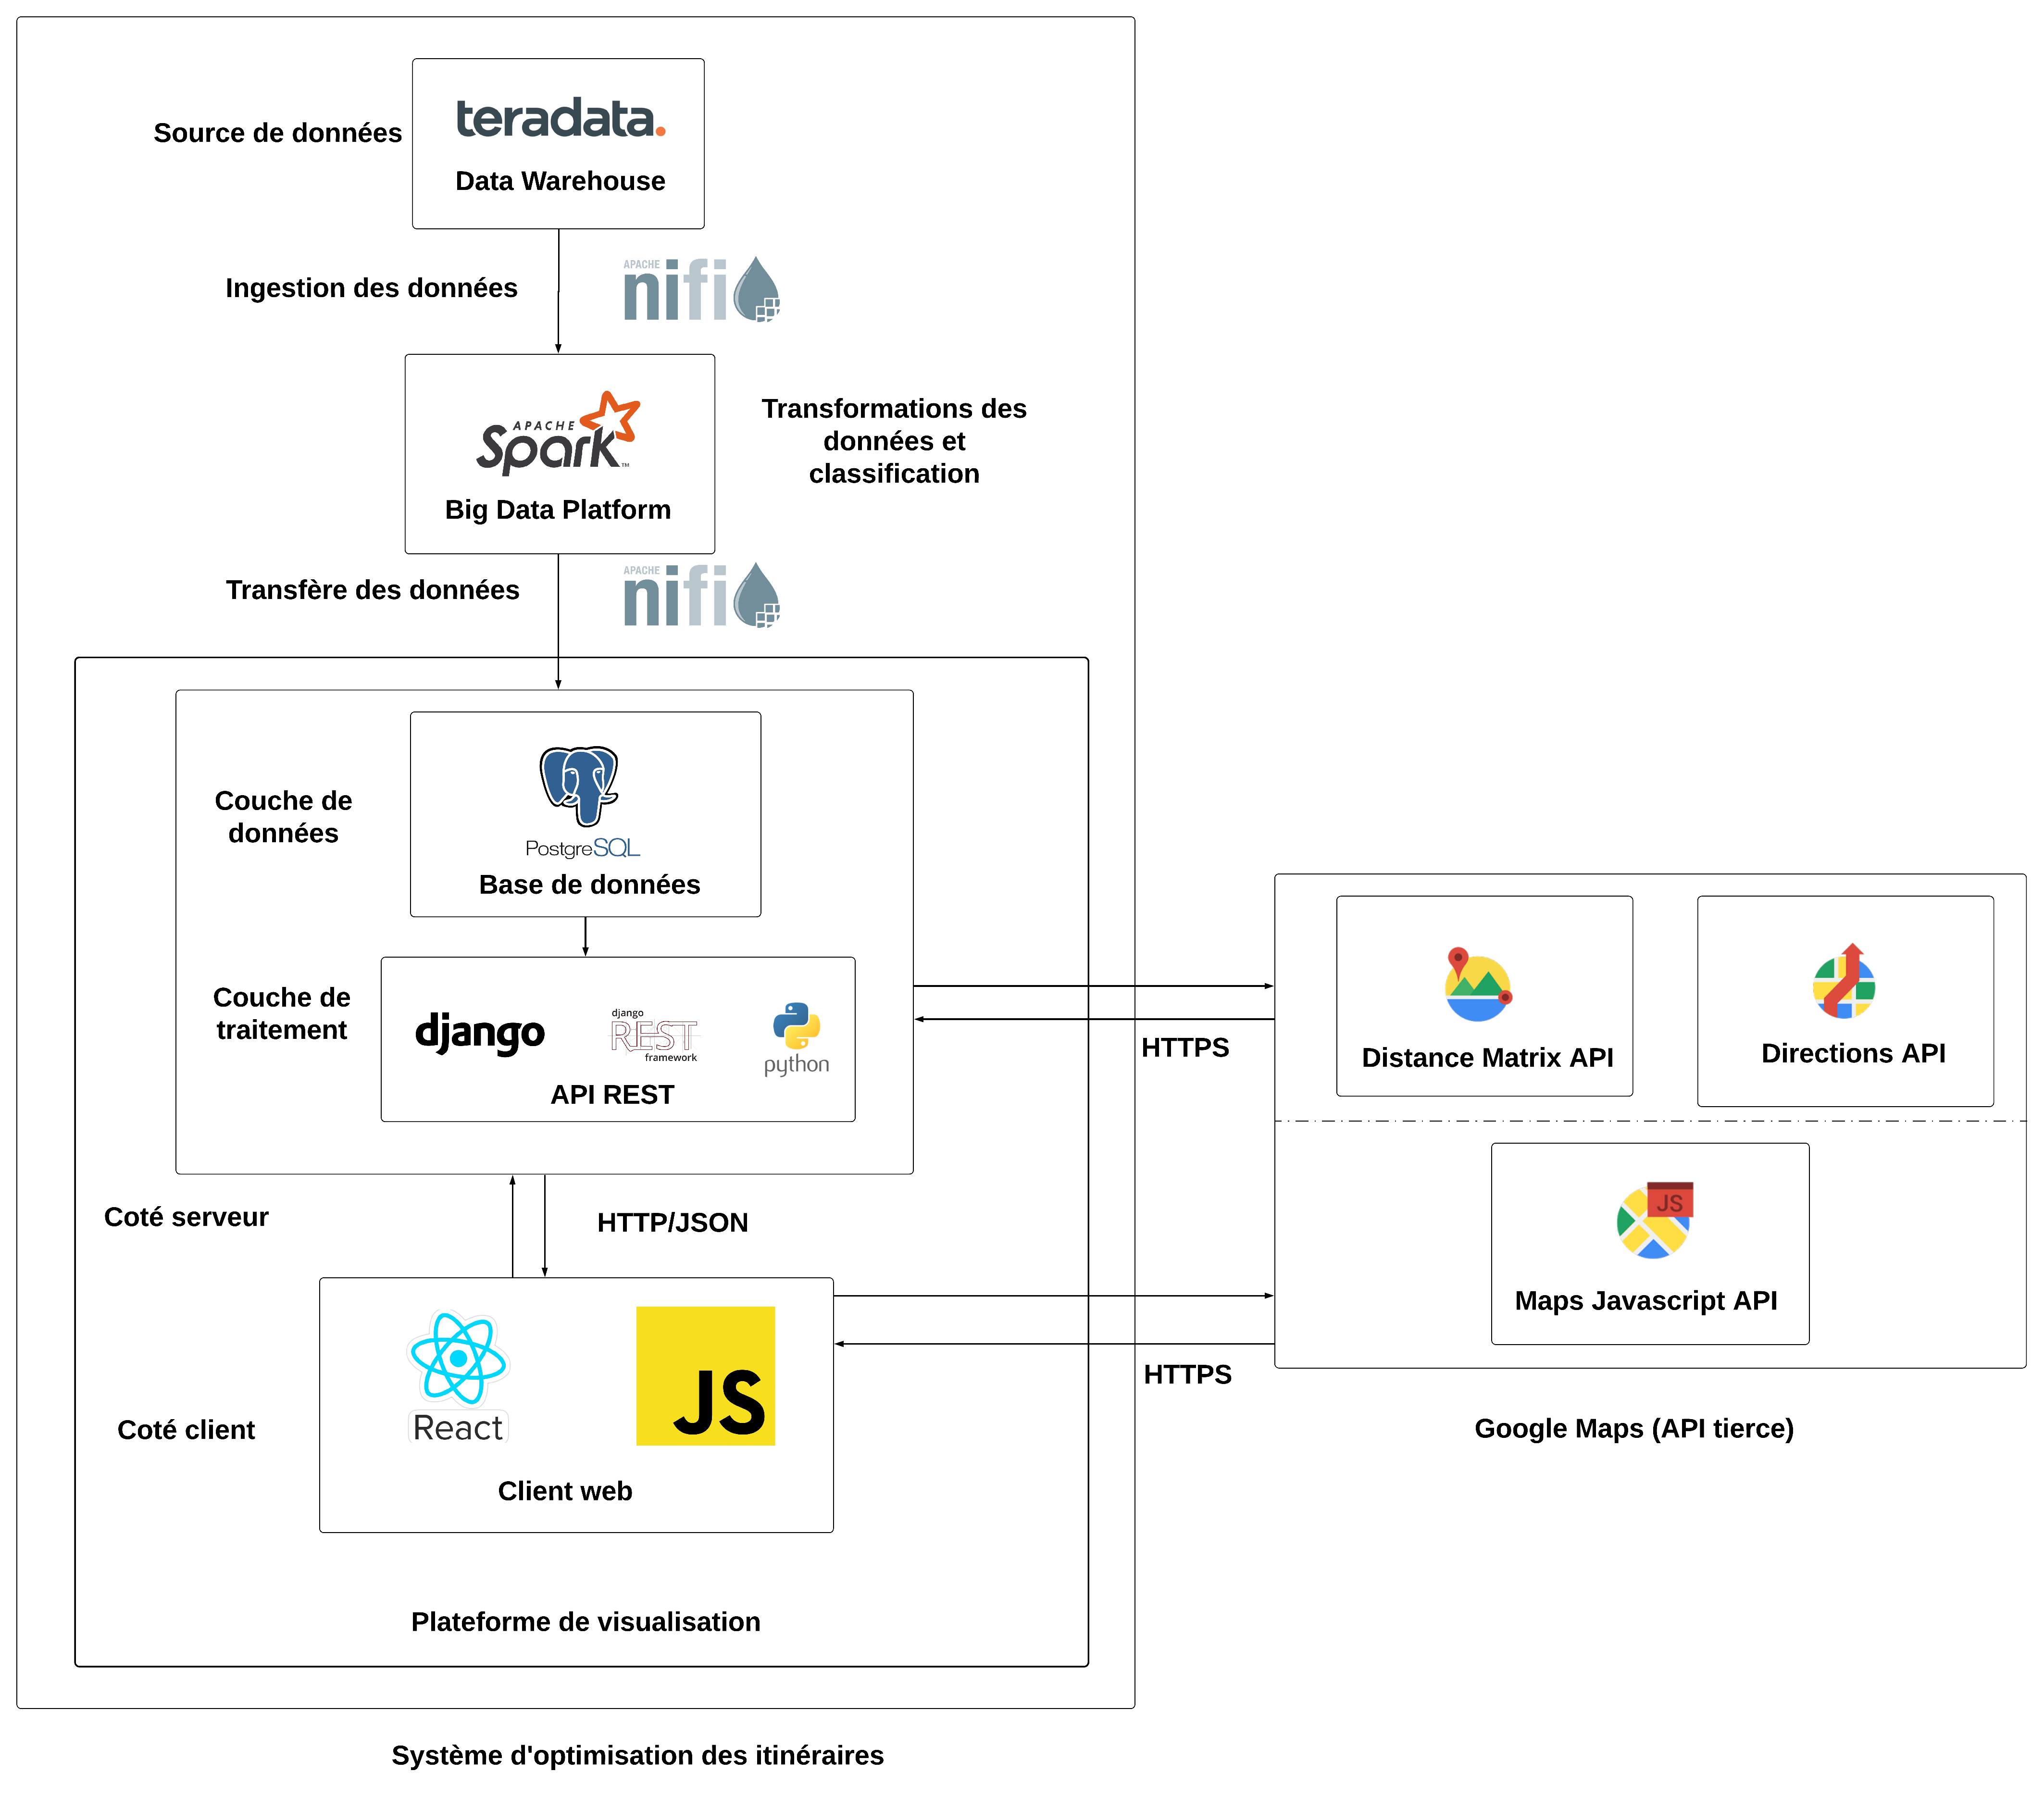 teradata.
Data Warehouse
Source de données
Ingestion des données
APACHE
nifi
APACHE
Spark™
Big Data Platform
Transformations des
données et
classification
Transfère des données
APACHE
nifi
Couche de
données
PostgreSQL
Base de données
Couche de
traitement
django
django
REST
framework
python
API REST
HTTPS
Distance Matrix API
Directions API
Coté serveur
HTTP/JSON
JS
Maps Javascript API
HTTPS
Coté client
React
JS
Client web
Google Maps (API tierce)
Plateforme de visualisation
Système d'optimisation des itinéraires